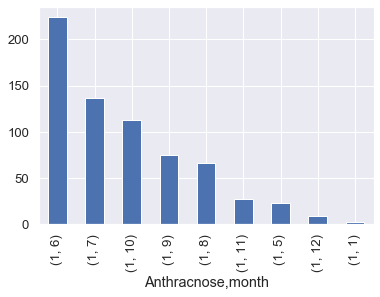 200
150
100
50
0
(1, 6) (1, 7) (1, 10) (1, 9) (1, 8) (1, 11) (1, 5) (1, 12) (1, 1)
Anthracnose,month